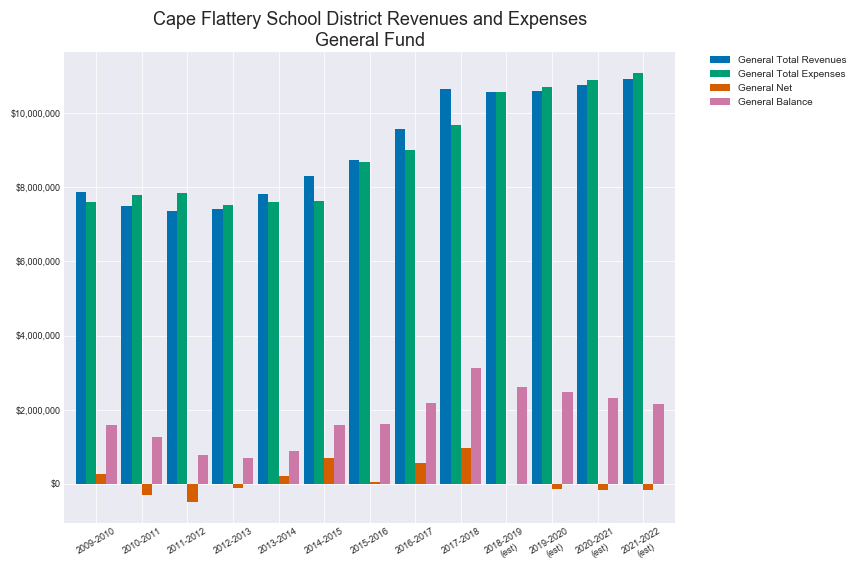 Cape Flattery School District Revenues and Expenses
General Fund
General Total Revenues
General Total Expenses
General Net
General Balance
$10,000,000
$8,000,000
$6,000,000
$4,000,000
$2,000,000
$0
2009-2010
2010-2011
2011-2012
2012-2013
2013-2014
2014-2015
2015-2016
2016-2017
2017-2018
2018-2019
(est)
2019-2020
(est)
2020-2021
(est)
2021-2022
(est)